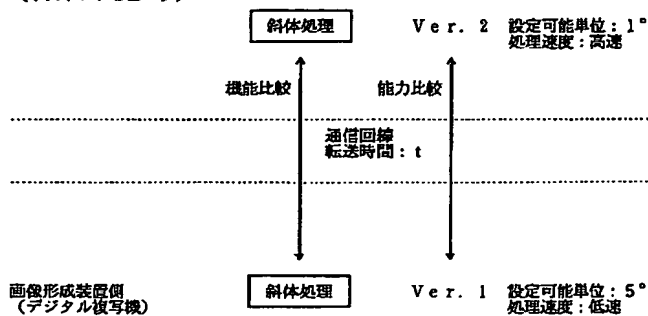 斜体処理 Ver. 2 設定可能単位：1°
処理速度：高速
機能比較 能力比較
通信回線
転送時間：t
画像形成装置側 斜体処理 Ver. 1 設定可能単位：5°
（デジタル複写機） 処理速度：低速